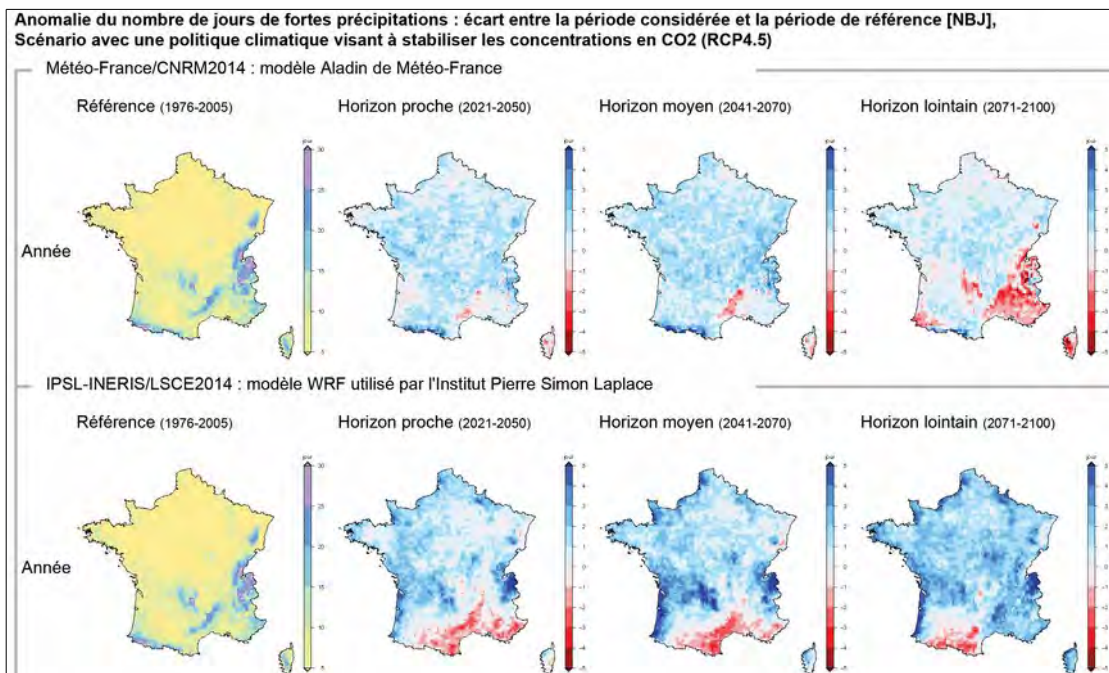 Anomalie du nombre de jours de fortes précipitations : écart entre la période considérée et la période de référence [NBJ],
Scénario avec une politique climatique visant à stabiliser les concentrations en CO2 (RCP4.5)
Météo-France/CNRM2014 : modèle Aladin de Météo-France
Référence (1976-2005) Horizon proche (2021-2050) Horizon moyen (2041-2070) Horizon lointain (2071-2100)
Année
IPSL-INERIS/LSCE2014 : modèle WRF utilisé par l'Institut Pierre Simon Laplace
Référence (1976-2005) Horizon proche (2021-2050) Horizon moyen (2041-2070) Horizon lointain (2071-2100)
Année